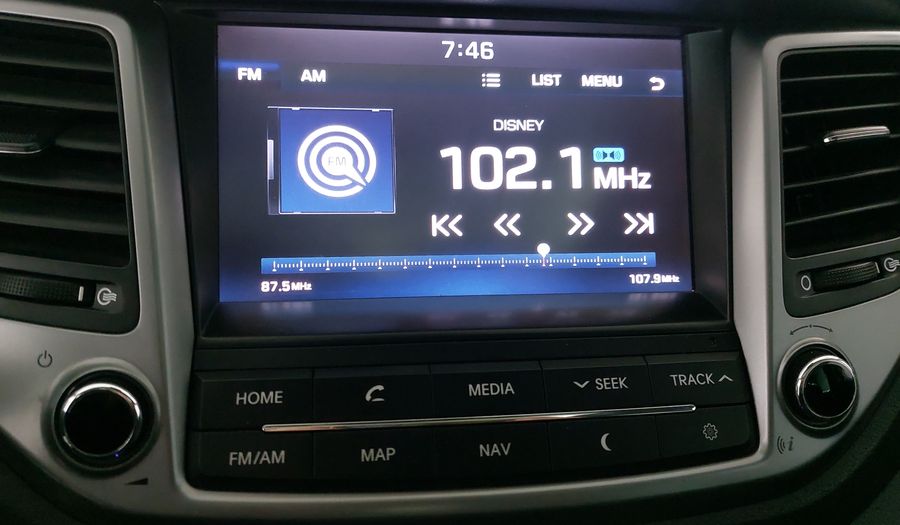 7:46
FM AM LIST MENU
DISNEY
FM
102.1 MHz
87.5 MHz 107.9 MHz
HOME MEDIA SEEK TRACK
FM/AM MAP NAV